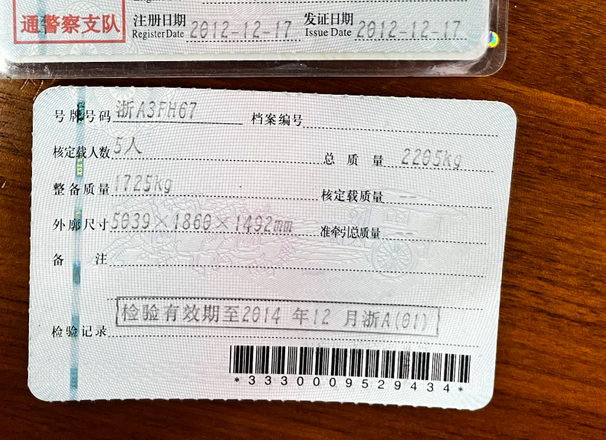 通警察支队
注册日期 2012-12-17 发证日期 2012-12-17
Register Date Issue Date
号牌号码 浙A3FH67 档案编号
核定载人数 5人 总质量 2205kg
整备质量 1725kg 核定载质量 --
外廓尺寸 5039×1860×1492mm 准牵引总质量 --
备注
检验有效期至2014 年12 月浙A(01)
检验记录
*3330009529434*